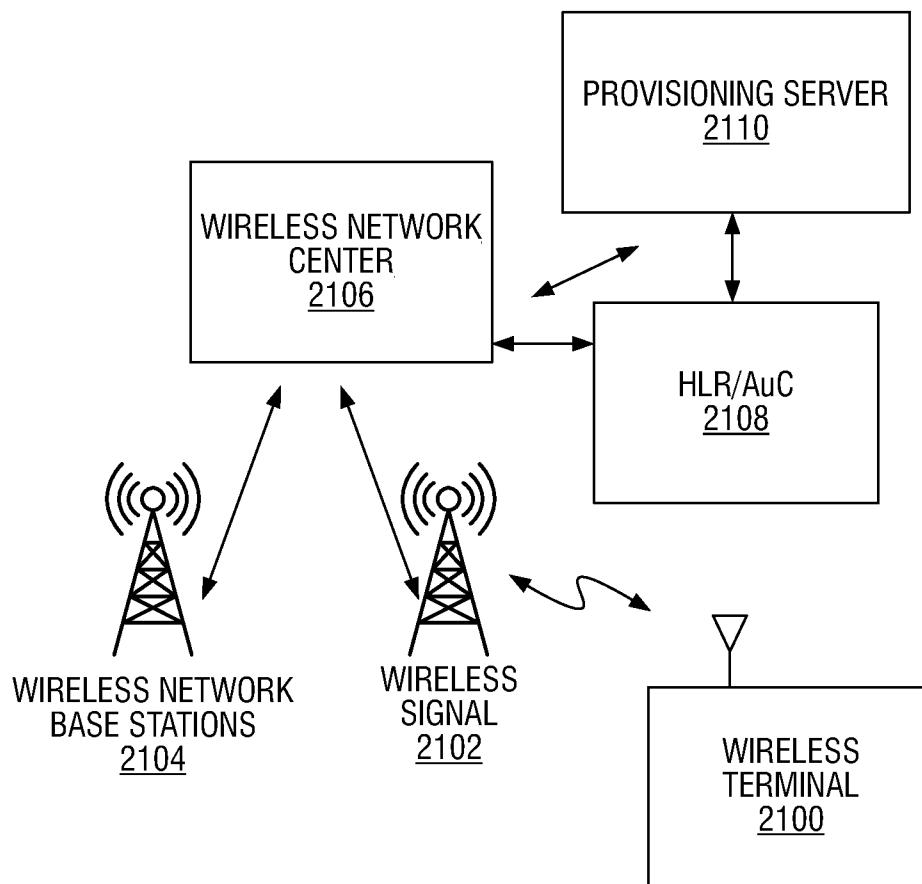 PROVISIONING SERVER
2110
WIRELESS NETWORK
CENTER
2106
HLR/AuC
2108
WIRELESS NETWORK
BASE STATIONS
2104
WIRELESS
SIGNAL
2102
WIRELESS
TERMINAL
2100